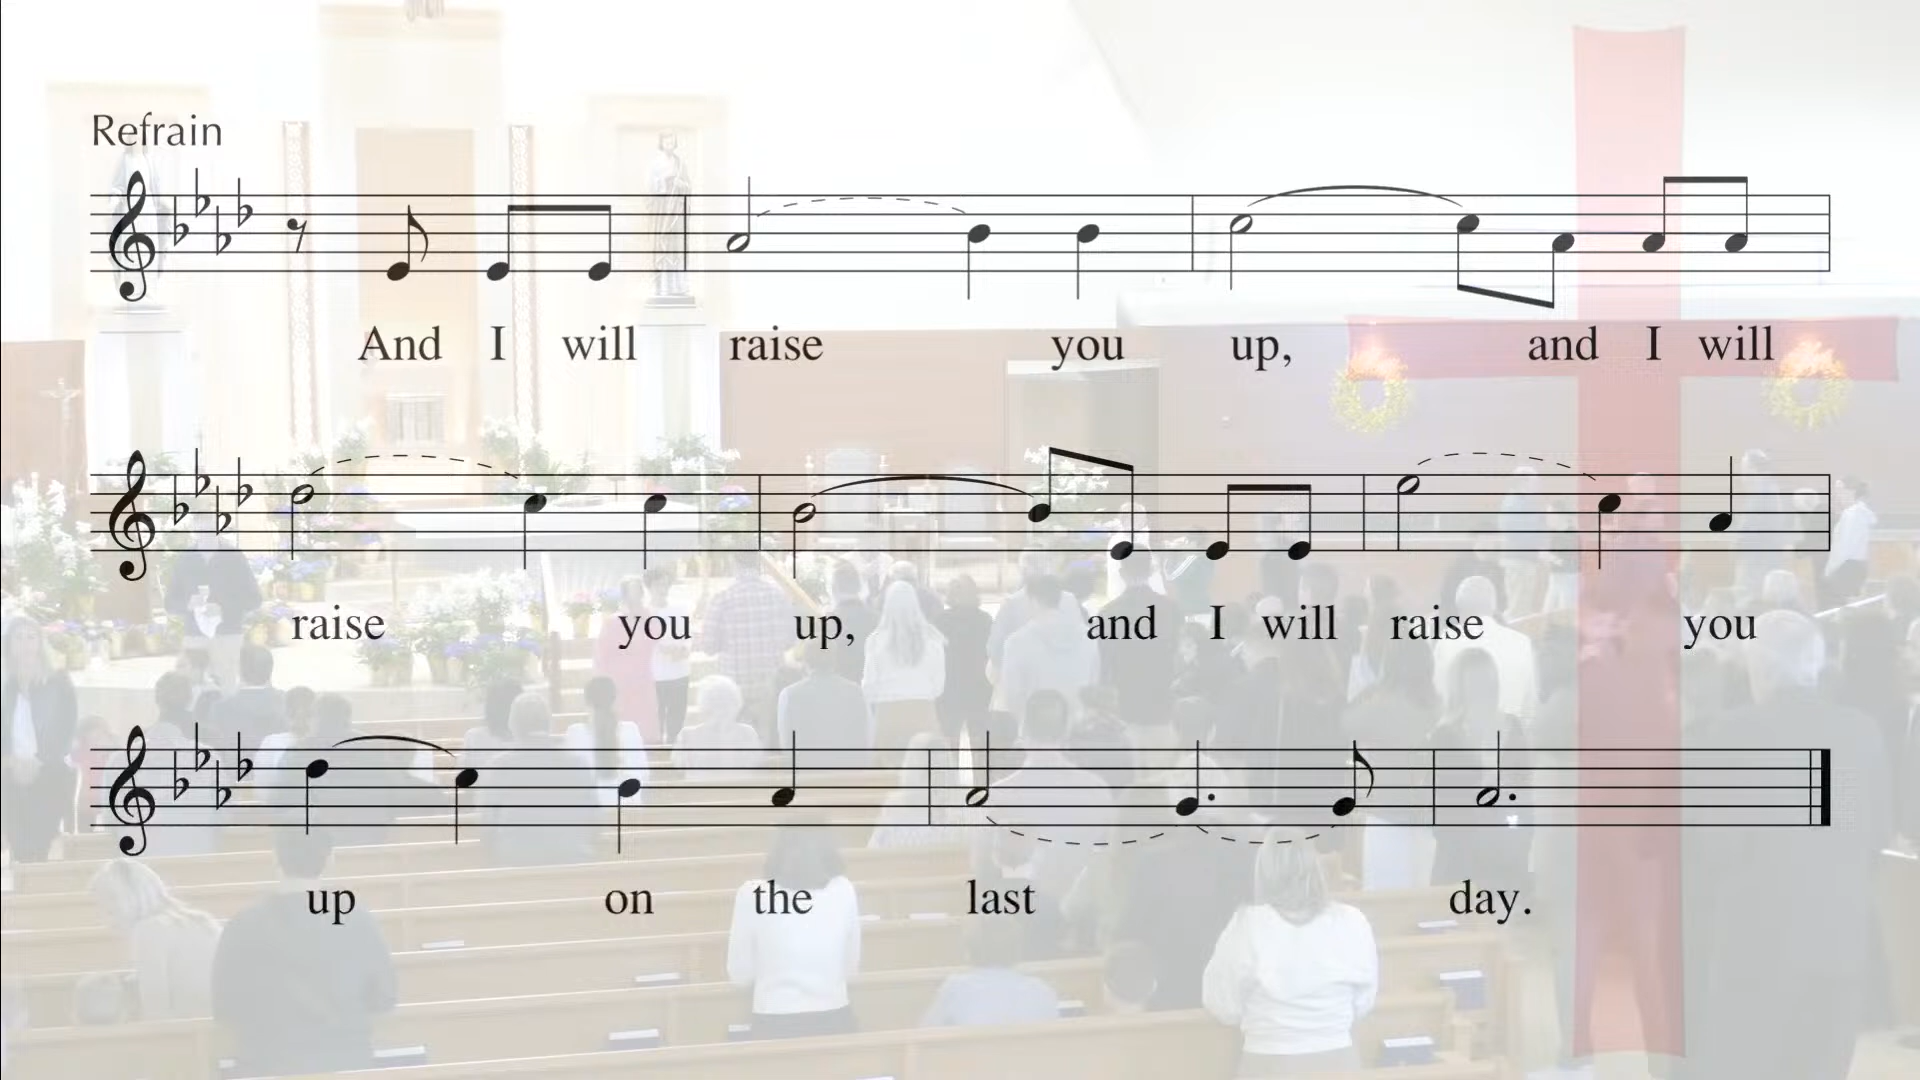 Refrain
And I will raise you up, and I will
raise you up, and I will raise you
up on the last day.